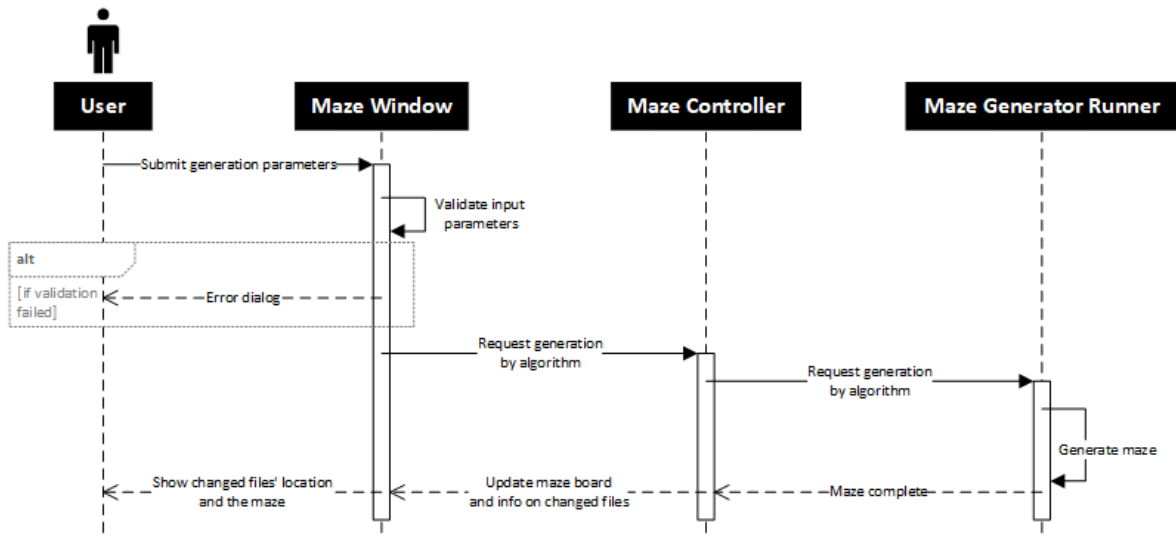 User
Maze Window
Maze Controller
Maze Generator Runner
Submit generation parameters
Validate input
parameters
alt
[if validation
failed]
Error dialog
Request generation
by algorithm
Request generation
by algorithm
Generate maze
Show changed files' location
and the maze
Update maze board
and info on changed files
Maze complete